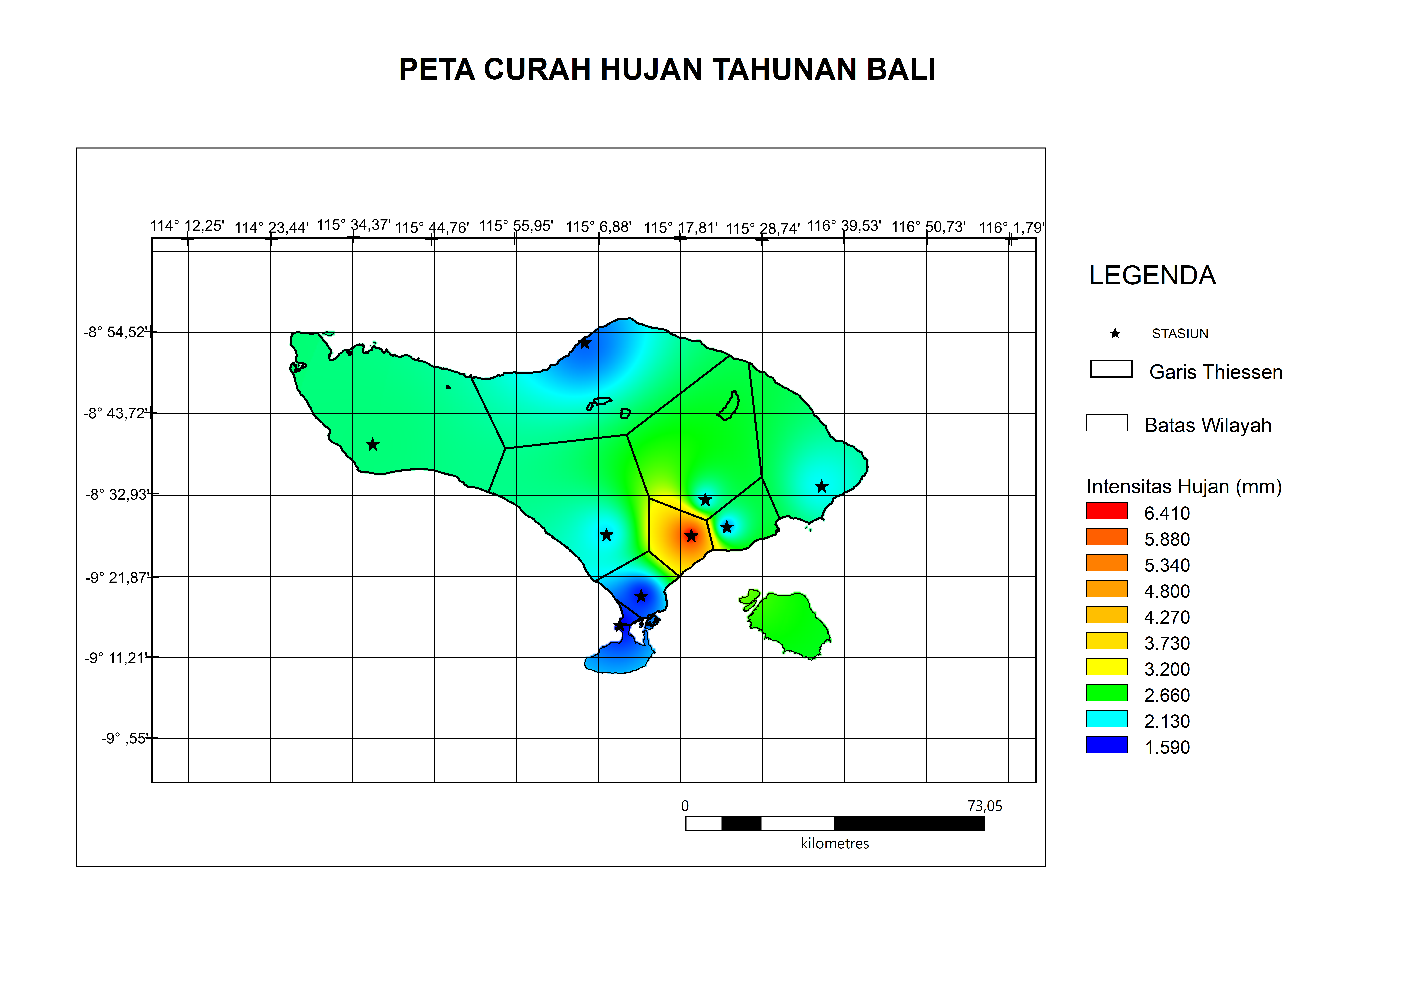 PETA CURAH HUJAN TAHUNAN BALI
114° 12,25' 114° 23,44' 115° 34,37' 115° 44,76' 115° 55,95' 115° 6,88' 115° 17,81' 115° 28,74' 116° 39,53' 116° 50,73' 116° 1,79'
-8° 54,52'
-8° 43,72'
-8° 32,93'
-9° 21,87'
-9° 11,21'
-9° ,55'
0 73,05
kilometres
LEGENDA
STASIUN
Garis Thiessen
Batas Wilayah
Intensitas Hujan (mm)
6.410
5.880
5.340
4.800
4.270
3.730
3.200
2.660
2.130
1.590